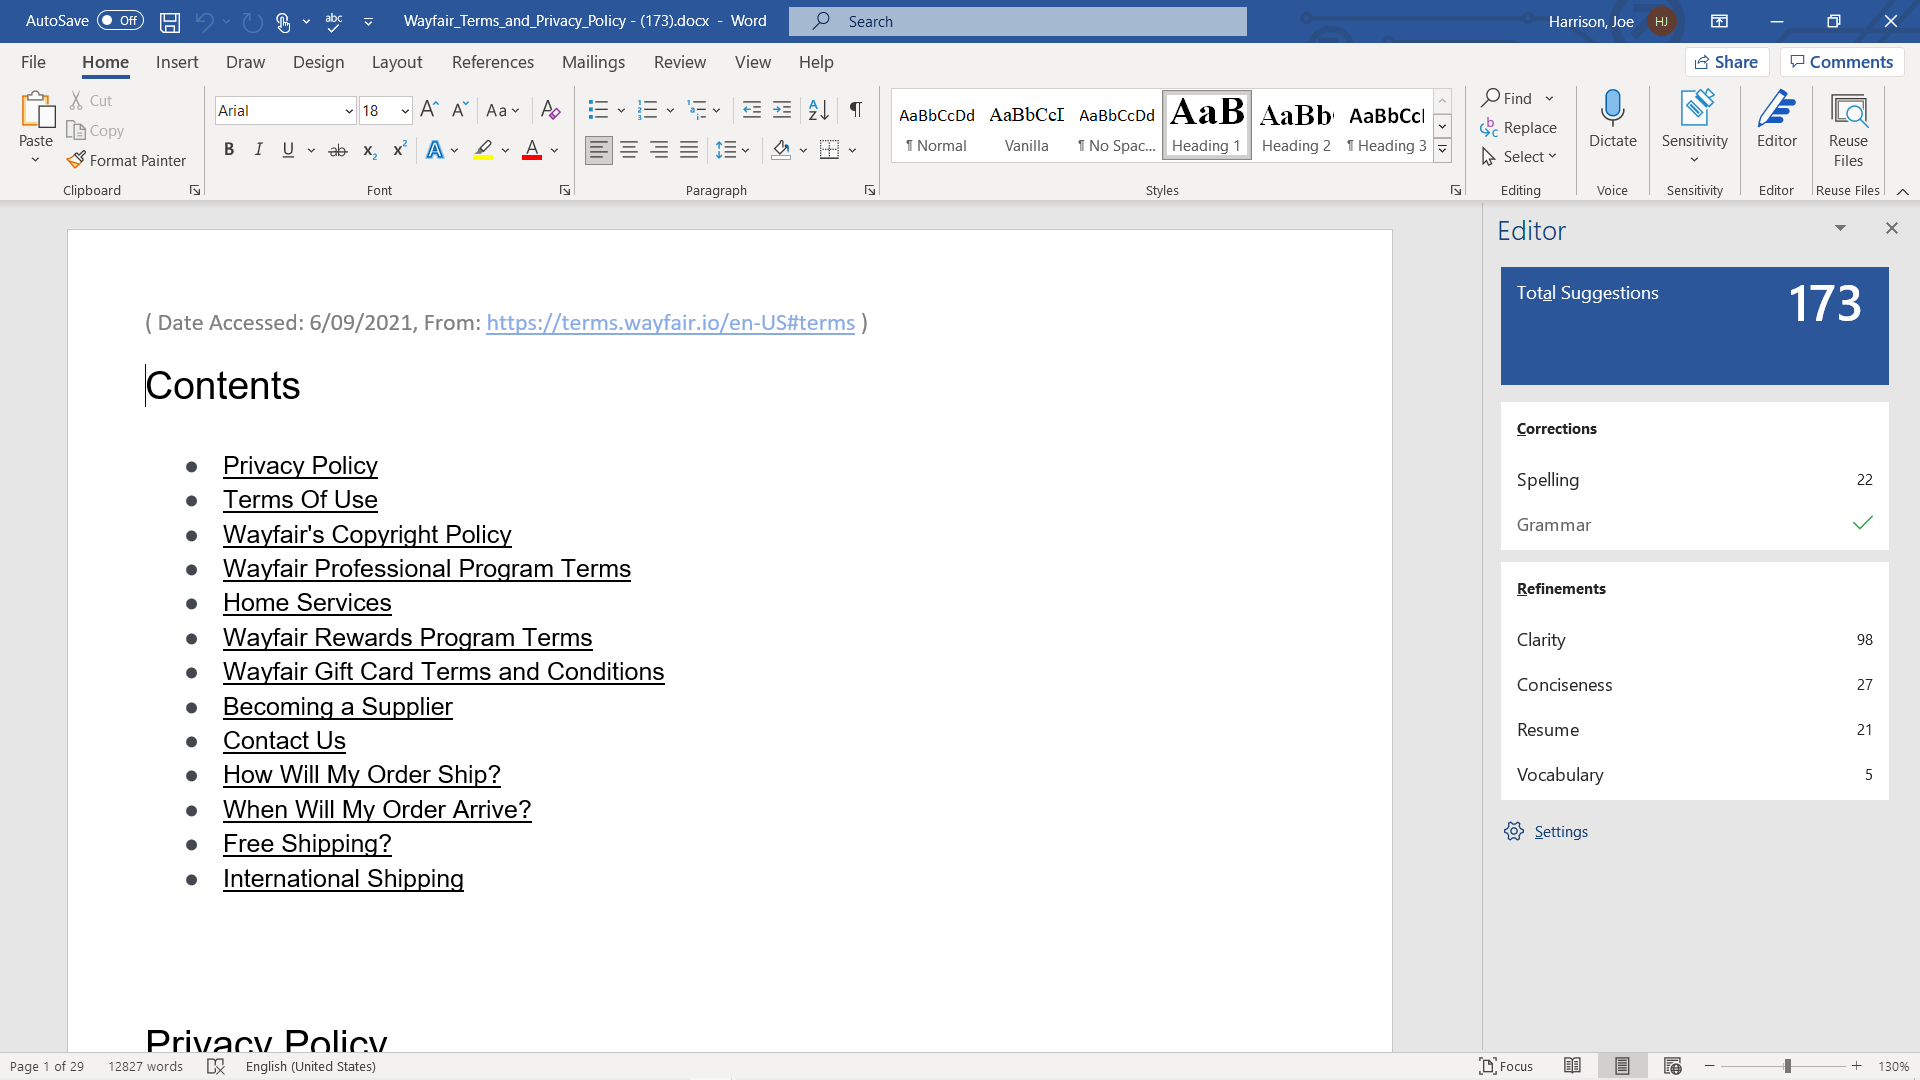 AutoSave Off Wayfair_Terms_and_Privacy_Policy - (173).docx - Word Search Harrison, Joe HJ
File Home Insert Draw Design Layout References Mailings Review View Help Share Comments
Paste Cut Copy Format Painter
Arial 18
AaBbCcDd AaBbCcI AaBbCcDd AaB AaBb AaBbCc
¶ Normal Vanilla ¶ No Spac... Heading 1 Heading 2 ¶ Heading 3
Find Replace Select
Dictate Sensitivity Editor Reuse Files
Clipboard Font Paragraph Styles Editing Voice Sensitivity Editor Reuse Files
( Date Accessed: 6/09/2021, From: https://terms.wayfair.io/en-US#terms )
Contents
● Privacy Policy
● Terms Of Use
● Wayfair's Copyright Policy
● Wayfair Professional Program Terms
● Home Services
● Wayfair Rewards Program Terms
● Wayfair Gift Card Terms and Conditions
● Becoming a Supplier
● Contact Us
● How Will My Order Ship?
● When Will My Order Arrive?
● Free Shipping?
● International Shipping
Privacy Policy
Editor
Total Suggestions 173
Corrections
Spelling 22
Grammar
Refinements
Clarity 98
Conciseness 27
Resume 21
Vocabulary 5
Settings
Page 1 of 29 12827 words English (United States) Focus 130%